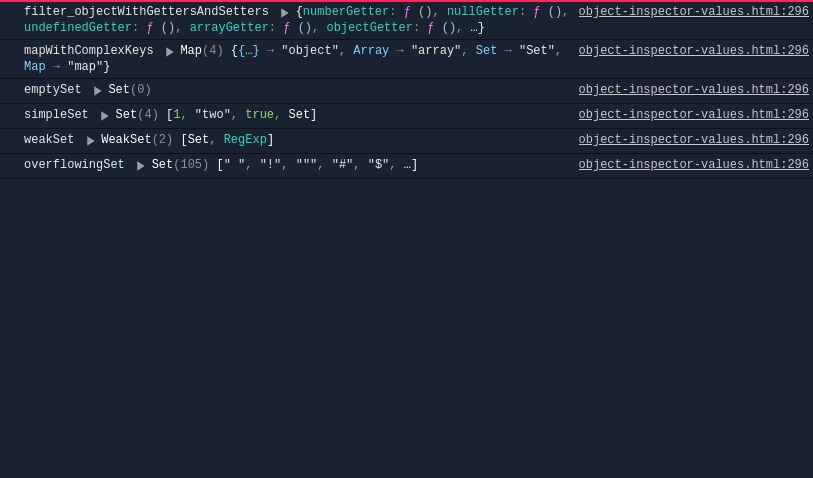 filter_objectWithGettersAndSetters ▶ {numberGetter: ƒ (), nullGetter: ƒ (), object-inspector-values.html:296
undefinedGetter: ƒ (), arrayGetter: ƒ (), objectGetter: ƒ (), …}
mapWithComplexKeys ▶ Map(4) {{…} → "object", Array → "array", Set → "Set", object-inspector-values.html:296
Map → "map"}
emptySet ▶ Set(0) object-inspector-values.html:296
simpleSet ▶ Set(4) [1, "two", true, Set] object-inspector-values.html:296
weakSet ▶ WeakSet(2) [Set, RegExp] object-inspector-values.html:296
overflowingSet ▶ Set(105) [" ", "!", """, "#", "$", …] object-inspector-values.html:296